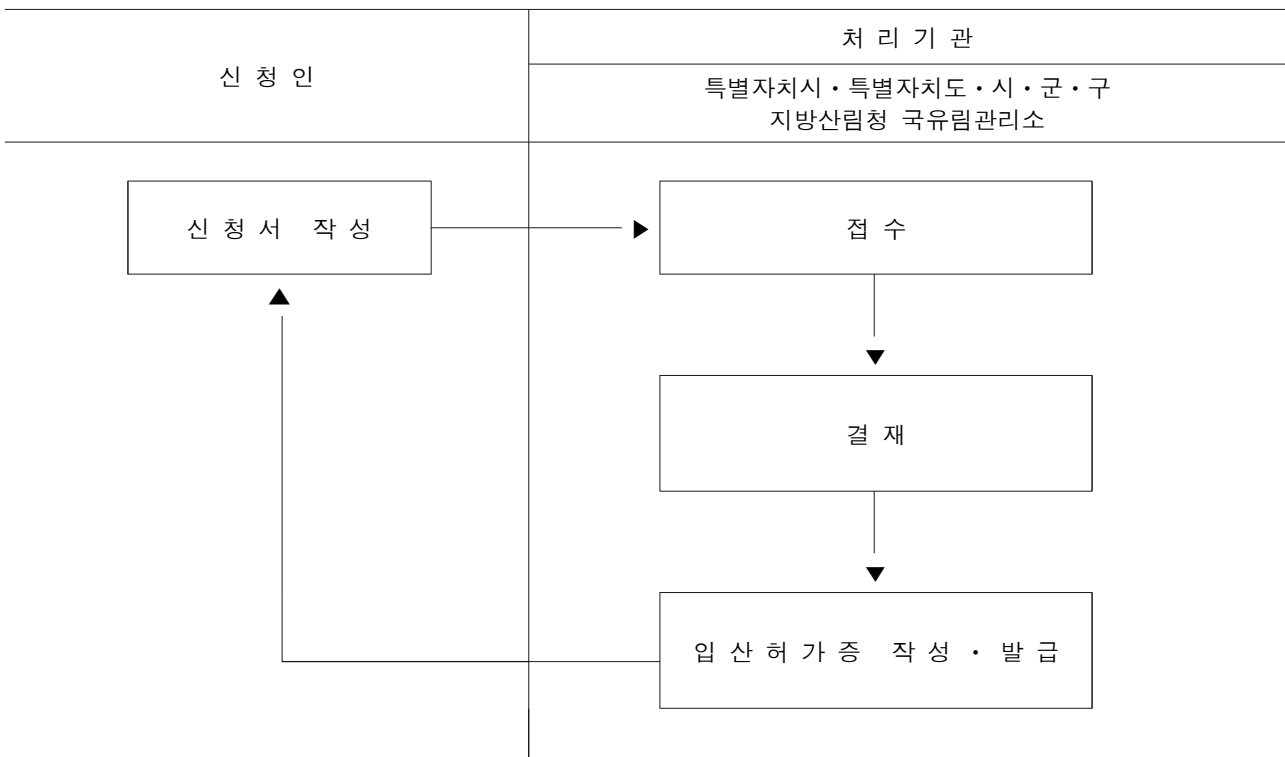 신 청 인
처 리 기 관
특별자치시・특별자치도・시・군・구
지방산림청 국유림관리소
신 청 서 작 성
접 수
결 재
입 산 허 가 증 작 성 ・ 발 급